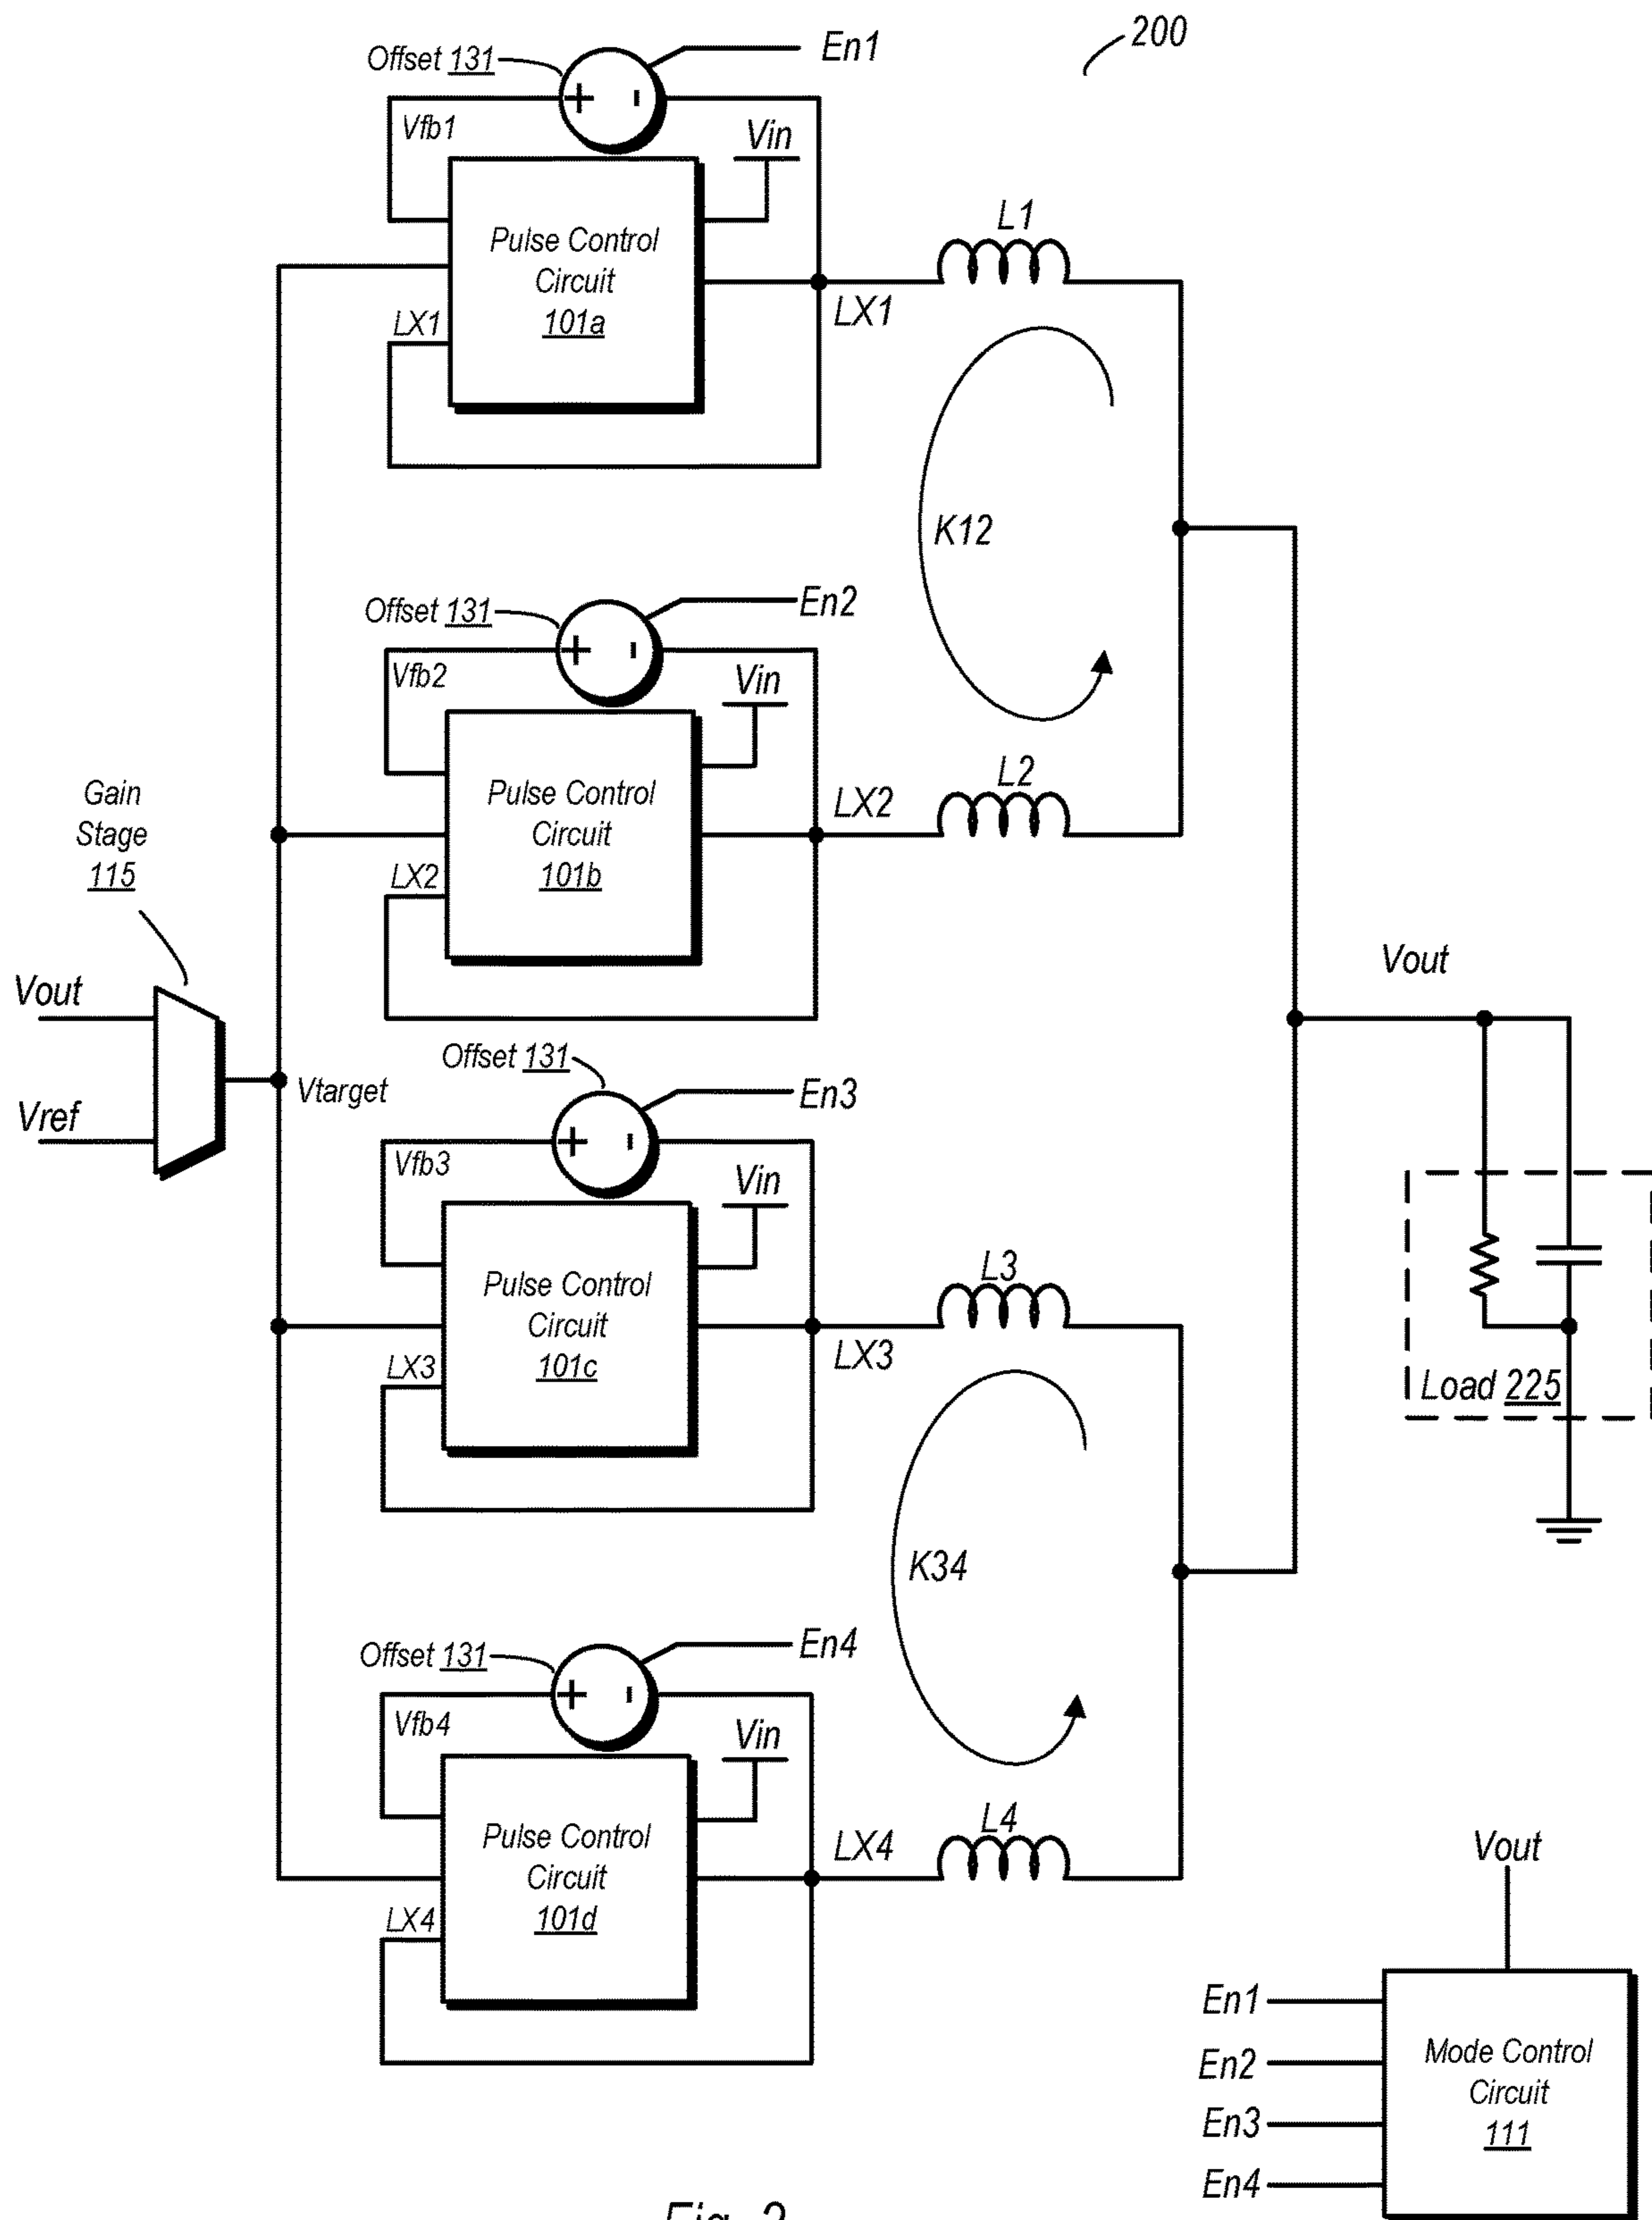 200
Offset 131
+
-
En1
Vfb1
Vin
Pulse Control
Circuit
101a
LX1
LX1
L1
K12
Offset 131
+
-
En2
Vfb2
Vin
Pulse Control
Circuit
101b
LX2
LX2
L2
Gain
Stage
115
Vout
Vref
Vtarget
Vout
Offset 131
+
-
En3
Vfb3
Vin
Pulse Control
Circuit
101c
LX3
LX3
L3
K34
Load 225
Offset 131
+
-
En4
Vfb4
Vin
Pulse Control
Circuit
101d
LX4
LX4
L4
Vout
En1
En2
En3
En4
Mode Control
Circuit
111
Fig. 2